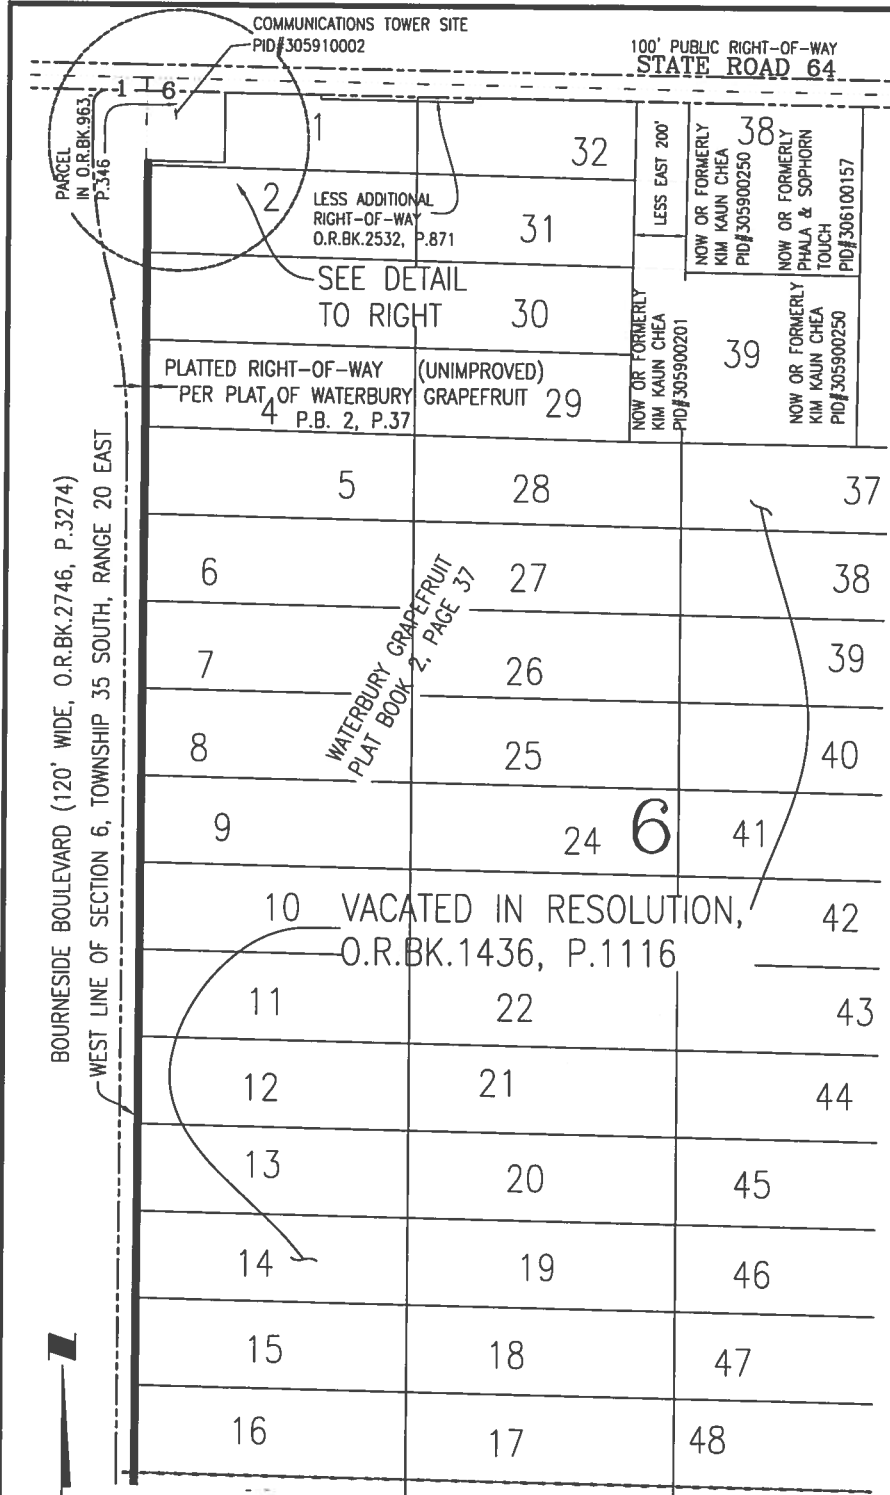 COMMUNICATIONS TOWER SITE
PID#305910002
100' PUBLIC RIGHT-OF-WAY
STATE ROAD 64
1
6
PARCEL
IN O.R.BK.963
P.346
1
2
LESS ADDITIONAL
RIGHT-OF-WAY
O.R.BK.2532, P.871
32
31
LESS EAST 200'
NOW OR FORMERLY
KIM KAUN CHEA
PID#305900250
38
NOW OR FORMERLY
PHALA & SOPHORN
TOUCH
PID#306100157
SEE DETAIL
TO RIGHT
30
NOW OR FORMERLY
KIM KAUN CHEA
PID#305900201
39
NOW OR FORMERLY
KIM KAUN CHEA
PID#305900250
PLATTED RIGHT-OF-WAY (UNIMPROVED)
PER PLAT OF WATERBURY GRAPEFRUIT
P.B. 2, P.37
4
29
5
28
37
BOURNESIDE BOULEVARD (120' WIDE, O.R.BK.2746, P.3274)
WEST LINE OF SECTION 6, TOWNSHIP 35 SOUTH, RANGE 20 EAST
6
27
38
WATERBURY GRAPEFRUIT
PLAT BOOK 2, PAGE 37
7
26
39
8
25
40
9
24
6
41
10
VACATED IN RESOLUTION,
O.R.BK.1436, P.1116
42
11
22
43
12
21
44
13
20
45
14
19
46
15
18
47
16
17
48